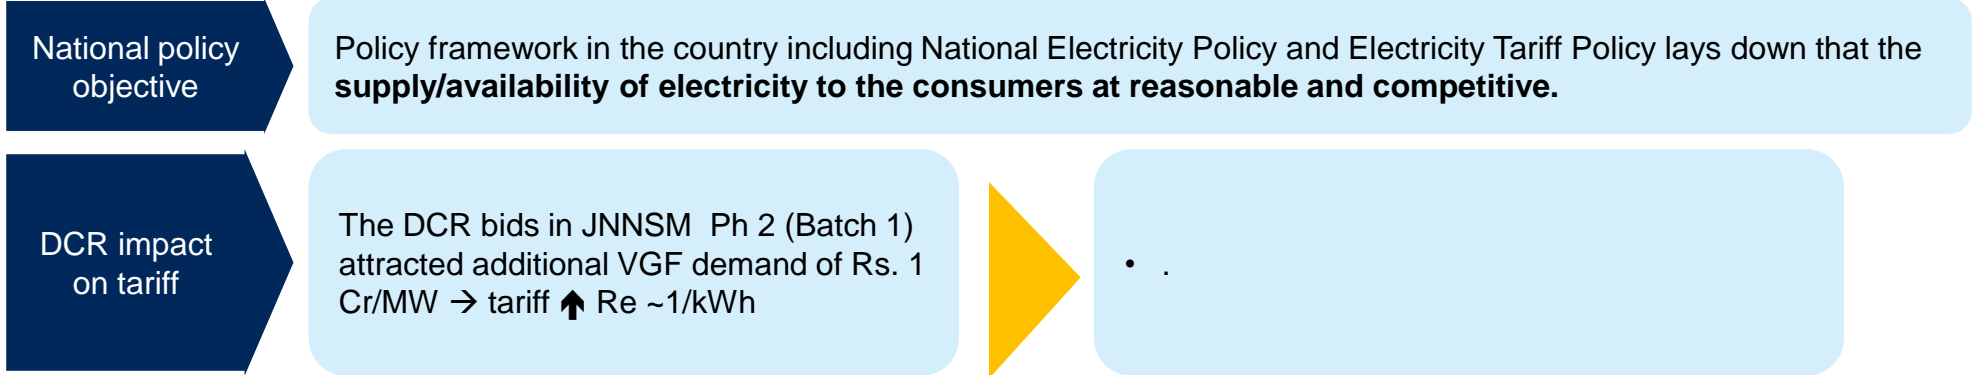 National policy
objective
Policy framework in the country including National Electricity Policy and Electricity Tariff Policy lays down that the
supply/availability of electricity to the consumers at reasonable and competitive.
DCR impact
on tariff
The DCR bids in JNNSM Ph 2 (Batch 1)
attracted additional VGF demand of Rs. 1
Cr/MW → tariff ↑ Re ~1/kWh
• .